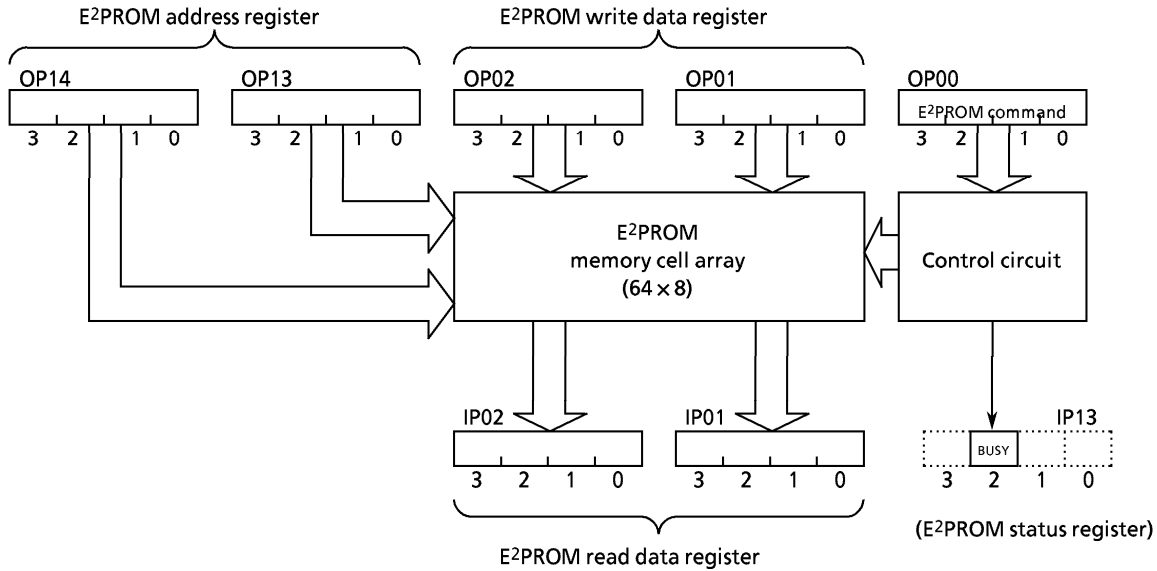 E²PROM address register
E²PROM write data register
OP14
OP13
OP02
OP01
OP00
E²PROM command
3 2 1 0
3 2 1 0
3 2 1 0
3 2 1 0
3 2 1 0
E²PROM
memory cell array
(64 × 8)
Control circuit
IP02
IP01
IP13
BUSY
3 2 1 0
3 2 1 0
3 2 1 0
(E²PROM status register)
E²PROM read data register